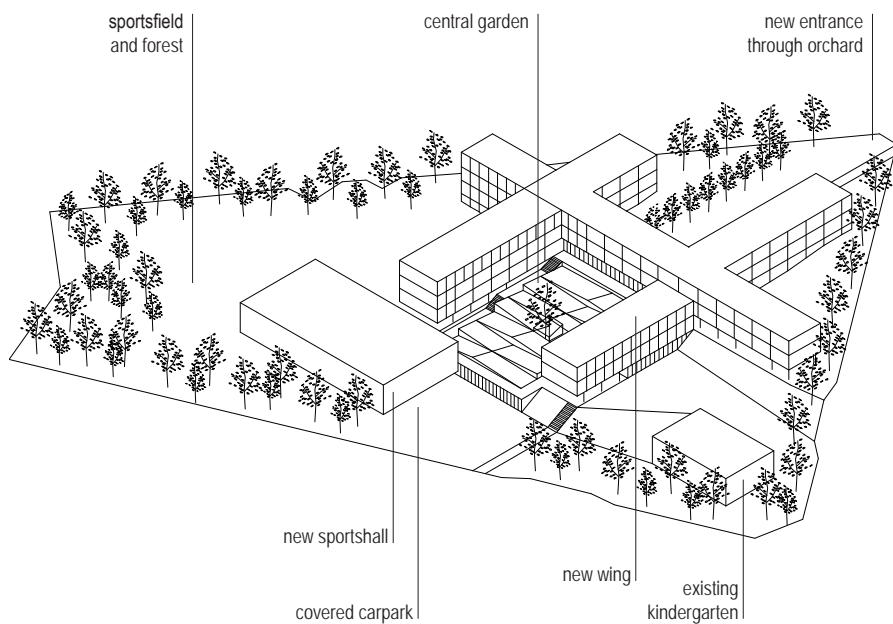 sportsfield
and forest
central garden
new entrance
through orchard
new sportshall
covered carpark
new wing
existing
kindergarten